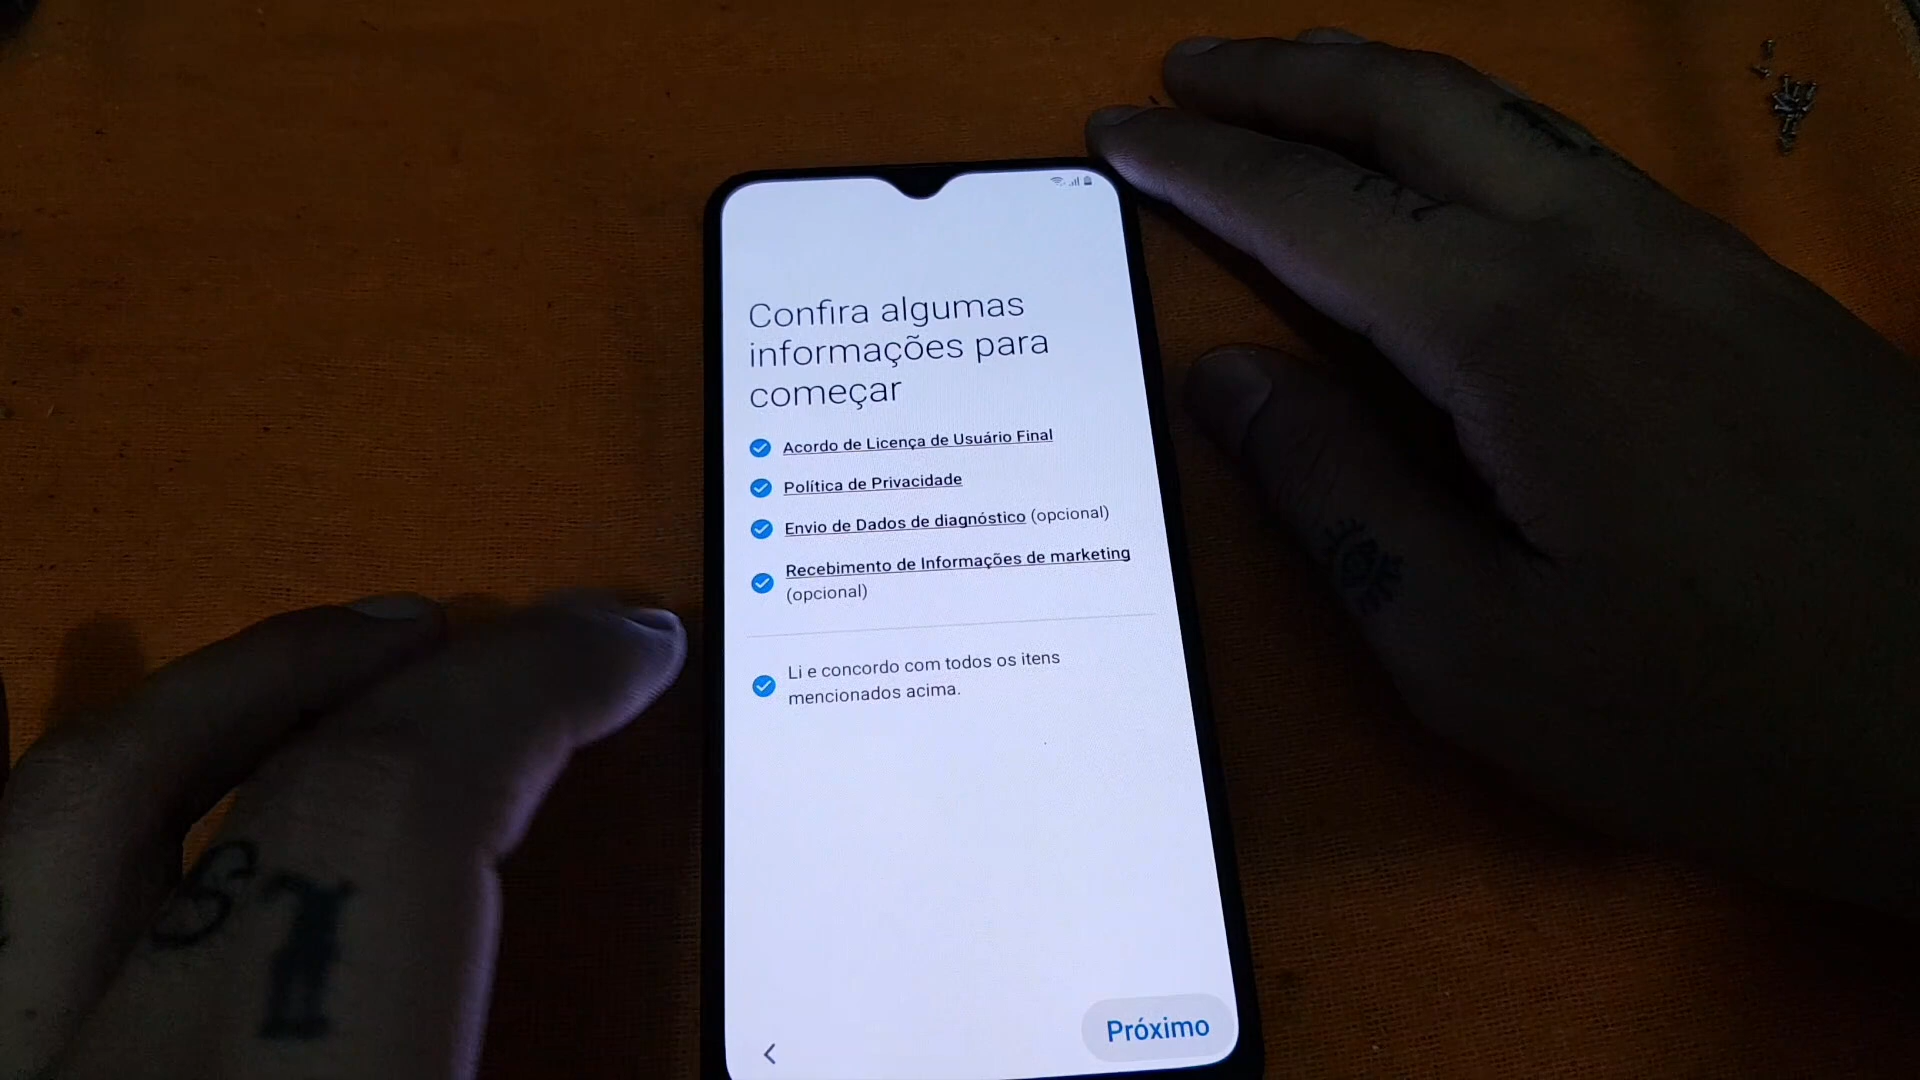 Confira algumas
informações para
começar
Acordo de Licença de Usuário Final
Política de Privacidade
Envio de Dados de diagnóstico (opcional)
Recebimento de Informações de marketing
(opcional)
Li e concordo com todos os itens
mencionados acima.
Próximo